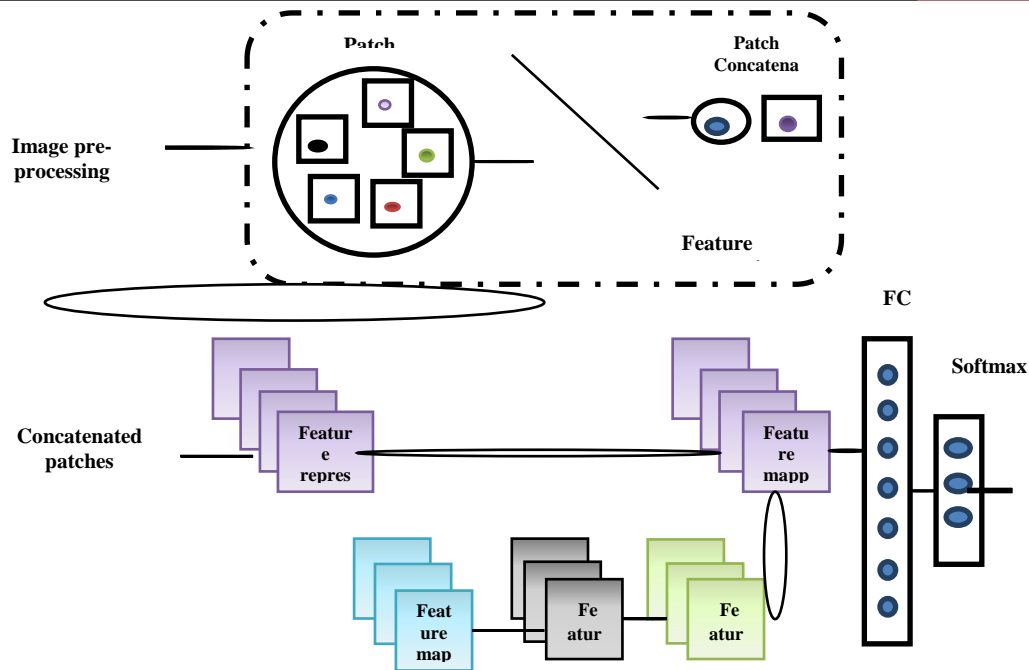 Patch
Patch
Concatena
Image pre-
processing
Feature
FC
Softmax
Concatenated
patches
Featur
e
repres
Featu
re
mapp
Feat
ure
map
Fe
atur
Fe
atur